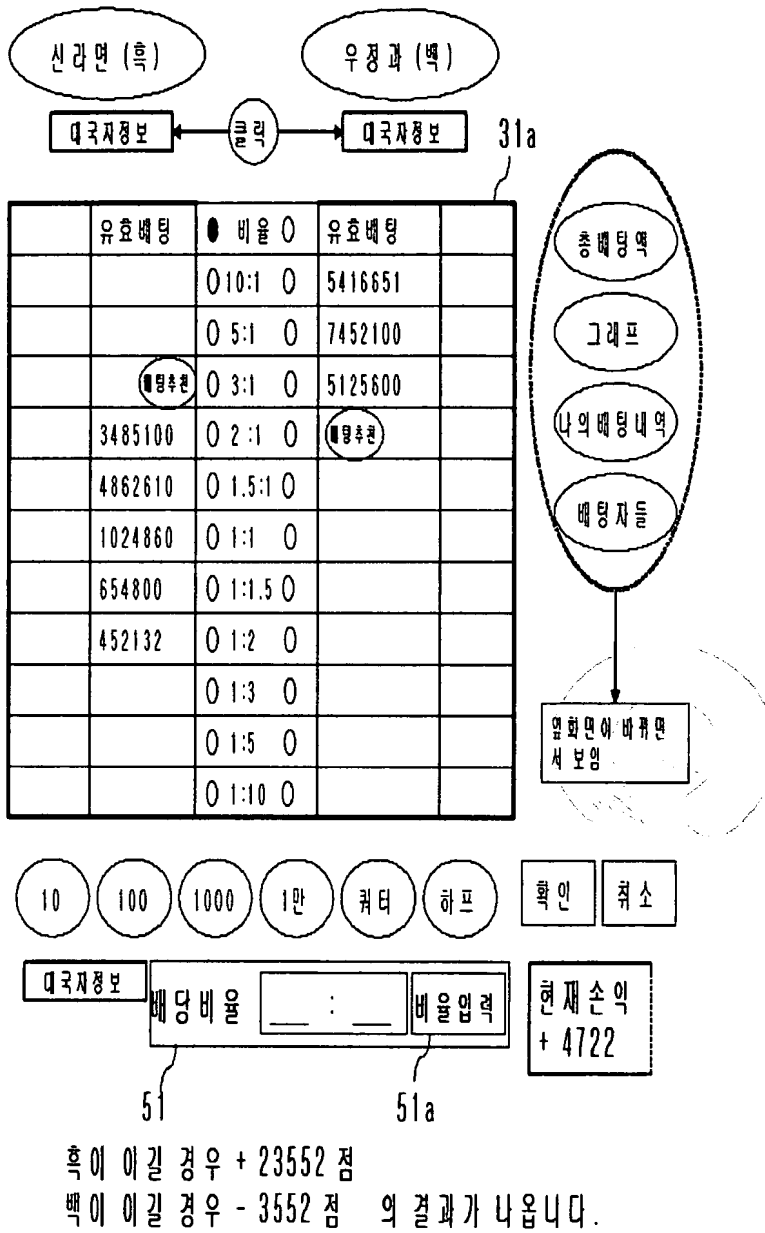 신라면 (흑) 우정과 (백)
대국자정보 클릭 대국자정보
31a
유효배팅 ● 비율 ○ 유효배팅
10:1 5416651
5:1 7452100
배팅추천 3:1 5125600
3485100 2:1 배팅추천
4862610 1.5:1
1024860 1:1
654800 1:1.5
452132 1:2
1:3
1:5
1:10
총배팅액
그래프
나의배팅내역
배팅자들
옆화면이 바뀌면
서 보임
10 100 1000 1만 쿼터 하프 확인 취소
대국자정보 배당비율 __ : __ 비율입력
현재손익
+ 4722
51 51a
흑이 이길 경우 + 23552 점
백이 이길 경우 - 3552 점 의 결과가 나옵니다.